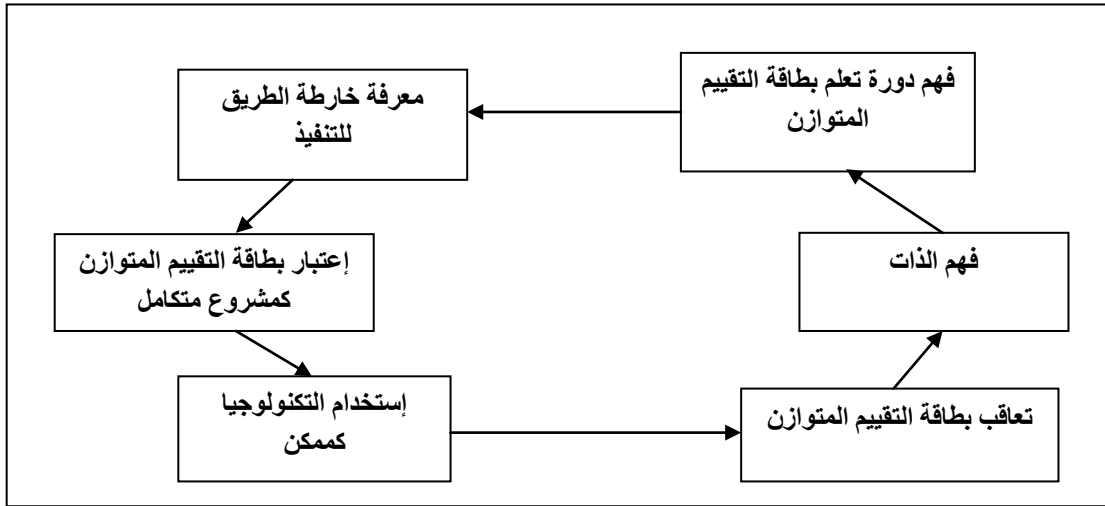 فهم دورة تعلم بطاقة التقييم
المتوازن
معرفة خارطة الطريق
للتنفيذ
فهم الذات
إعتبار بطاقة التقييم المتوازن
كمشروع متكامل
تعاقب بطاقة التقييم المتوازن
إستخدام التكنولوجيا
كممكن